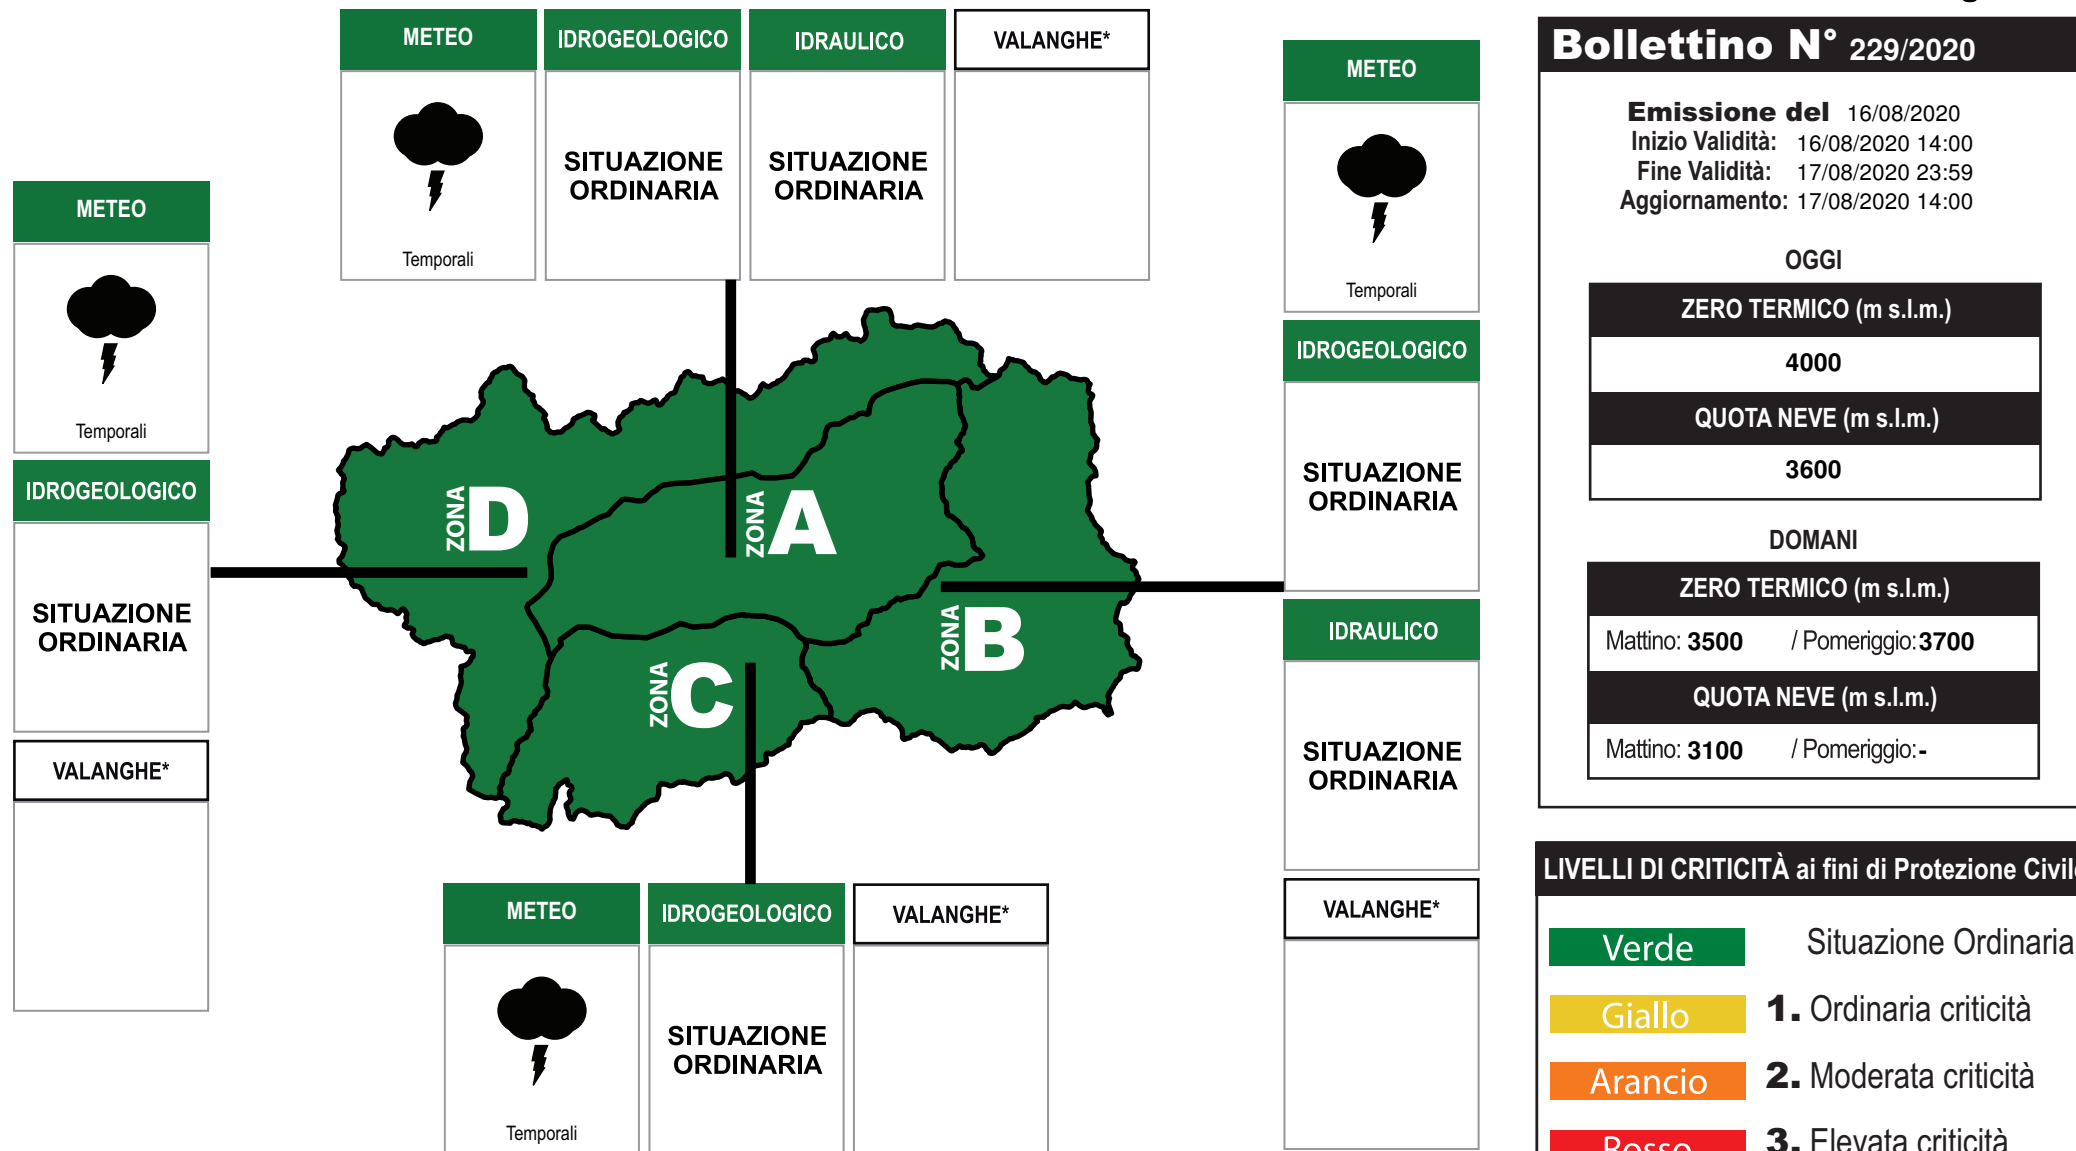 METEO
IDROGEOLOGICO
IDRAULICO
VALANGHE*
Temporali
SITUAZIONE
ORDINARIA
SITUAZIONE
ORDINARIA
METEO
Temporali
IDROGEOLOGICO
SITUAZIONE
ORDINARIA
VALANGHE*
ZONA D
ZONA A
ZONA B
ZONA C
METEO
Temporali
IDROGEOLOGICO
SITUAZIONE
ORDINARIA
IDRAULICO
SITUAZIONE
ORDINARIA
VALANGHE*
METEO
IDROGEOLOGICO
VALANGHE*
Temporali
SITUAZIONE
ORDINARIA
Bollettino N° 229/2020
Emissione del 16/08/2020
Inizio Validità: 16/08/2020 14:00
Fine Validità: 17/08/2020 23:59
Aggiornamento: 17/08/2020 14:00
OGGI
ZERO TERMICO (m s.l.m.)
4000
QUOTA NEVE (m s.l.m.)
3600
DOMANI
ZERO TERMICO (m s.l.m.)
Mattino: 3500 / Pomeriggio: 3700
QUOTA NEVE (m s.l.m.)
Mattino: 3100 / Pomeriggio: -
LIVELLI DI CRITICITÀ ai fini di Protezione Civile
Verde Situazione Ordinaria
Giallo 1. Ordinaria criticità
Arancio 2. Moderata criticità
Rosso 3. Elevata criticità